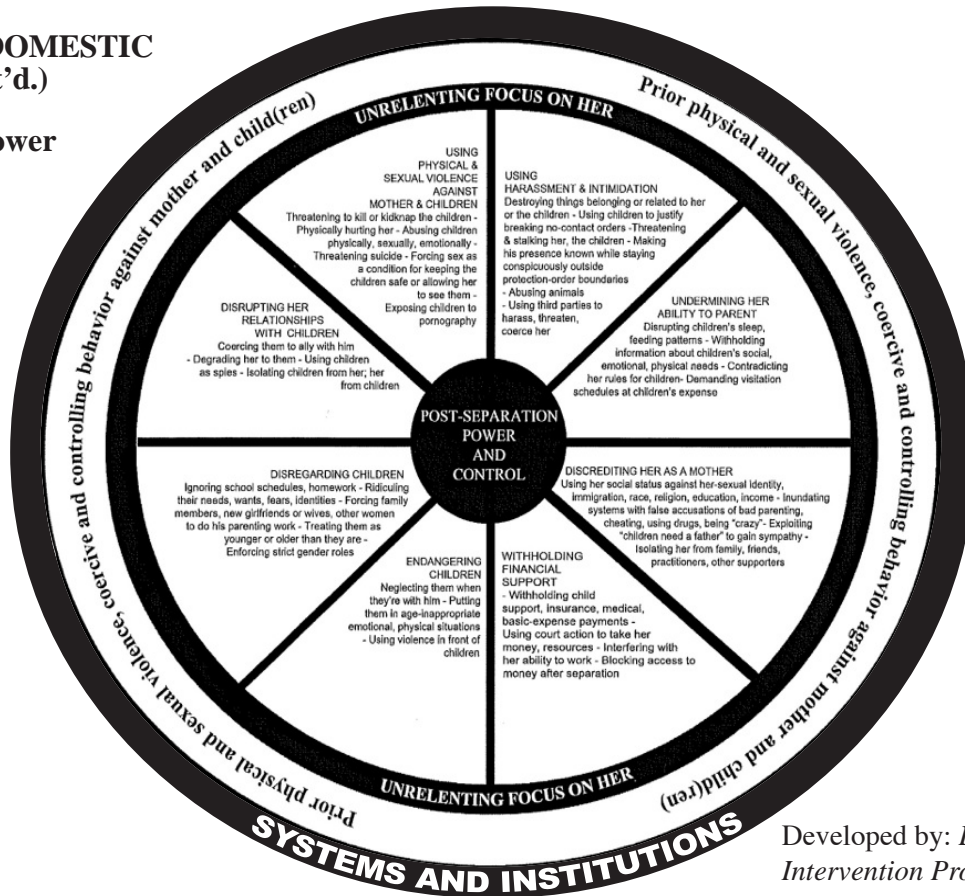 DOMESTIC
t’d.)
ower
Prior physical and sexual violence, coercive and controlling behavior against mother and child(ren)
UNRELENTING FOCUS ON HER
USING
PHYSICAL &
SEXUAL VIOLENCE
AGAINST
MOTHER & CHILDREN
Threatening to kill or kidknap the children -
Physically hurting her - Abusing children
physically, sexually, emotionally -
Threatening suicide - Forcing sex as
a condition for keeping the
children safe or allowing her
to see them -
Exposing children to
pornography
USING
HARASSMENT & INTIMIDATION
Destroying things belonging or related to her
or the children - Using children to justify
breaking no-contact orders -Threatening
& stalking her, the children - Making
his presence known while staying
conspicuously outside
protection-order boundaries
- Abusing animals
- Using third parties to
harass, threaten,
coerce her
UNDERMINING HER
ABILITY TO PARENT
Disrupting children's sleep,
feeding patterns - Withholding
information about children's social,
emotional, physical needs - Contradicting
her rules for children- Demanding visitation
schedules at children's expense
DISCREDITING HER AS A MOTHER
Using her social status against her-sexual identity,
immigration, race, religion, education, income - Inundating
systems with false accusations of bad parenting,
cheating, using drugs, being "crazy"- Exploiting
"children need a father" to gain sympathy -
Isolating her from family, friends,
practitioners, other supporters
WITHHOLDING
FINANCIAL
SUPPORT
- Withholding child
support, insurance, medical,
basic-expense payments -
Using court action to take her
money, resources - Interfering with
her ability to work - Blocking access to
money after separation
ENDANGERING
CHILDREN
Neglecting them when
they're with him - Putting
them in age-inappropriate
emotional, physical situations
- Using violence in front of
children
DISREGARDING CHILDREN
Ignoring school schedules, homework - Ridiculing
their needs, wants, fears, identities - Forcing family
members, new girlfriends or wives, other women
to do his parenting work - Treating them as
younger or older than they are -
Enforcing strict gender roles
DISRUPTING HER
RELATIONSHIPS
WITH CHILDREN
Coercing them to ally with him
- Degrading her to them - Using children
as spies - Isolating children from her; her
from children
POST-SEPARATION
POWER
AND
CONTROL
UNRELENTING FOCUS ON HER
Prior physical and sexual violence, coercive and controlling behavior against mother and child(ren)
SYSTEMS AND INSTITUTIONS
Developed by:
Intervention Pro